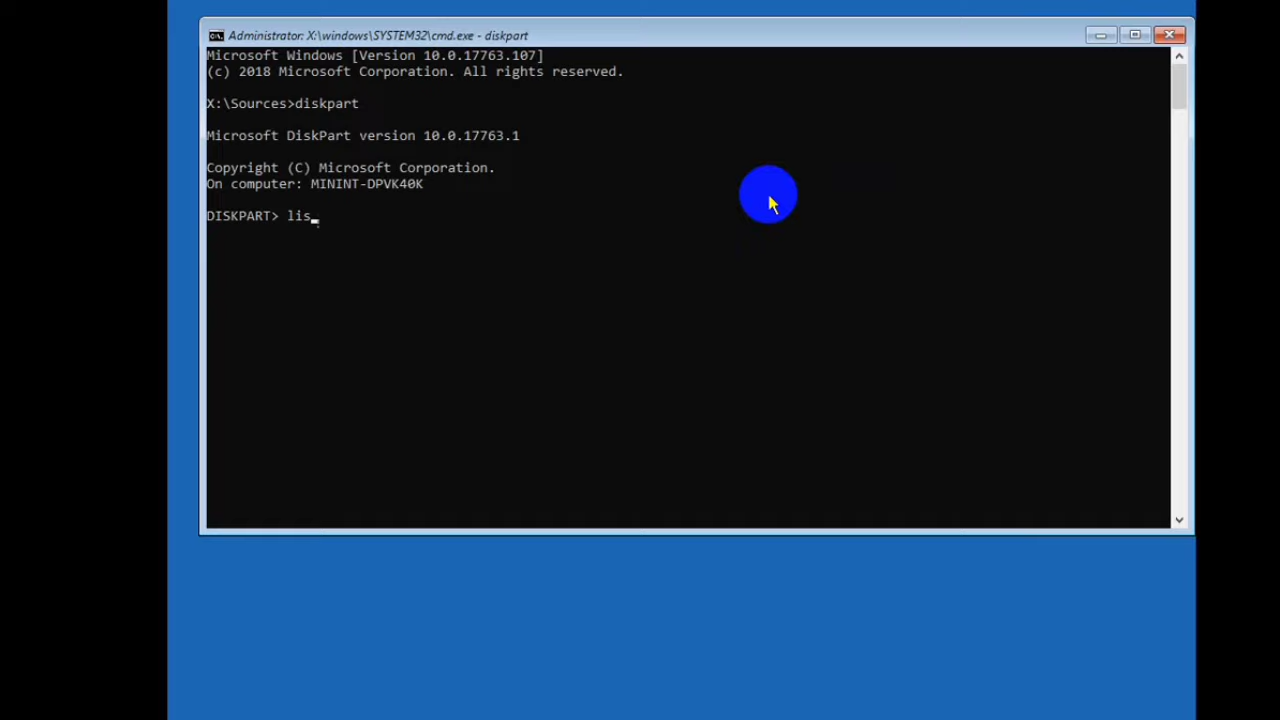 Administrator: X:\windows\SYSTEM32\cmd.exe - diskpart
Microsoft Windows [Version 10.0.17763.107]
(c) 2018 Microsoft Corporation. All rights reserved.
X:\Sources>diskpart
Microsoft DiskPart version 10.0.17763.1
Copyright (C) Microsoft Corporation.
On computer: MININT-DPVK40K
DISKPART> lis